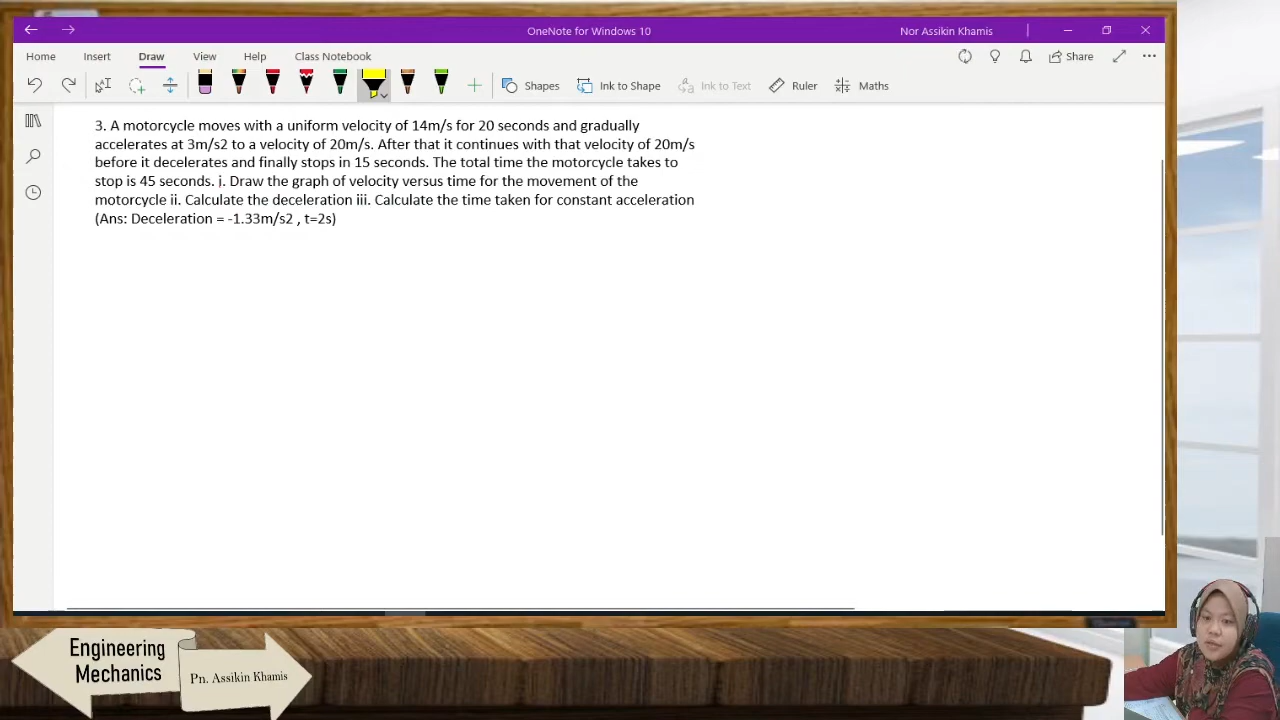 OneNote for Windows 10
Nor Assikin Khamis
Home Insert Draw View Help Class Notebook
Share
Shapes Ink to Shape Ink to Text Ruler Maths
3. A motorcycle moves with a uniform velocity of 14m/s for 20 seconds and gradually
accelerates at 3m/s2 to a velocity of 20m/s. After that it continues with that velocity of 20m/s
before it decelerates and finally stops in 15 seconds. The total time the motorcycle takes to
stop is 45 seconds. i. Draw the graph of velocity versus time for the movement of the
motorcycle ii. Calculate the deceleration iii. Calculate the time taken for constant acceleration
(Ans: Deceleration = -1.33m/s2 , t=2s)
Engineering
Mechanics
Pn. Assikin Khamis